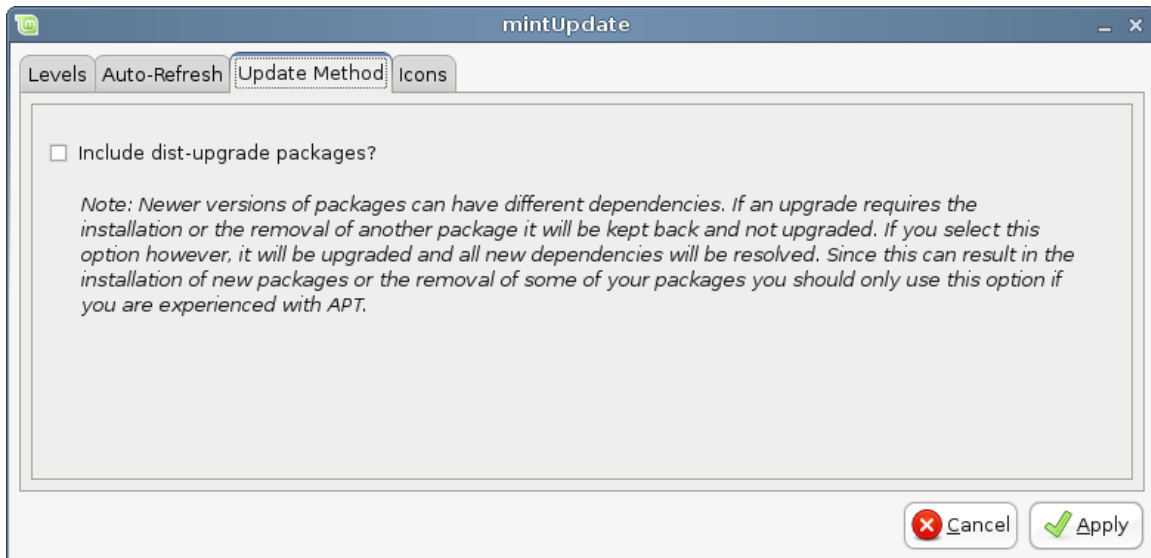 mintUpdate
Levels Auto-Refresh Update Method Icons
Include dist-upgrade packages?
Note: Newer versions of packages can have different dependencies. If an upgrade requires the
installation or the removal of another package it will be kept back and not upgraded. If you select this
option however, it will be upgraded and all new dependencies will be resolved. Since this can result in the
installation of new packages or the removal of some of your packages you should only use this option if
you are experienced with APT.
Cancel Apply